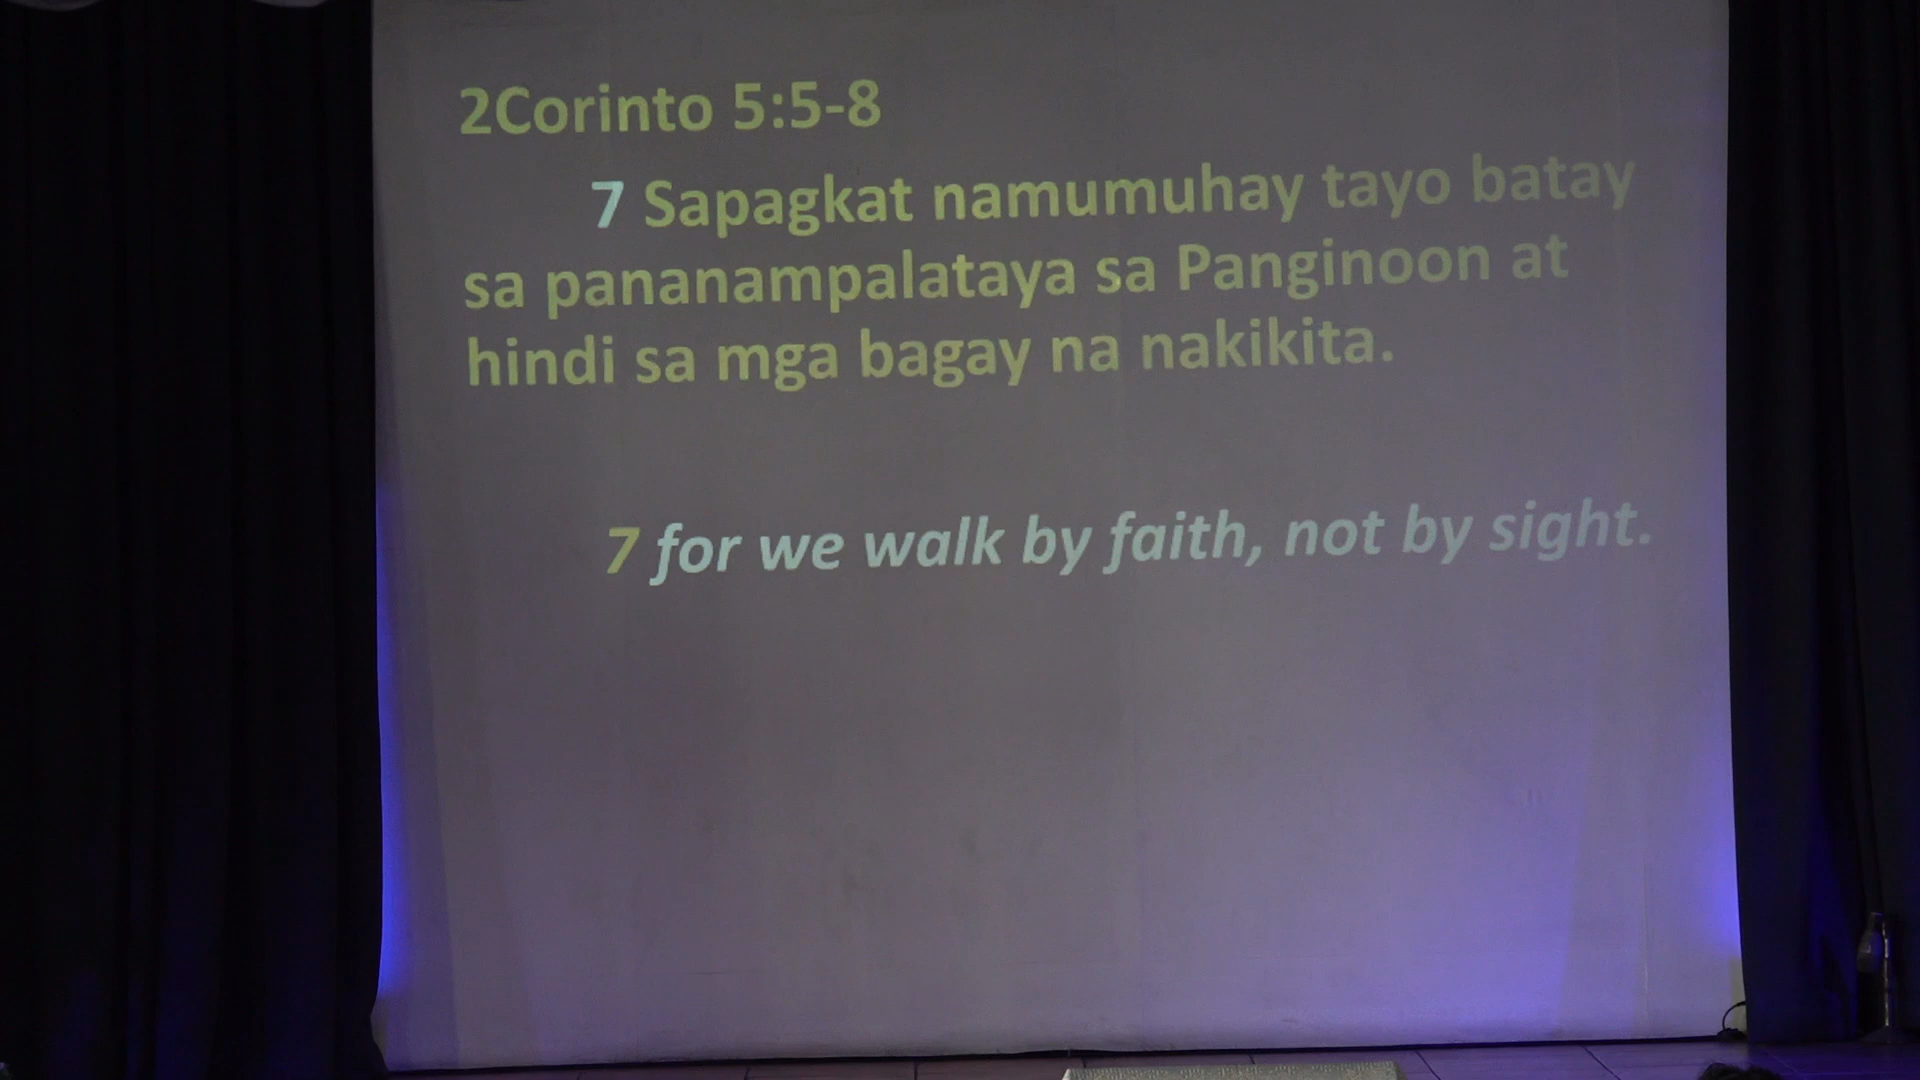 2Corinto 5:5-8
7 Sapagkat namumuhay tayo batay
sa pananampalataya sa Panginoon at
hindi sa mga bagay na nakikita.
7 for we walk by faith, not by sight.